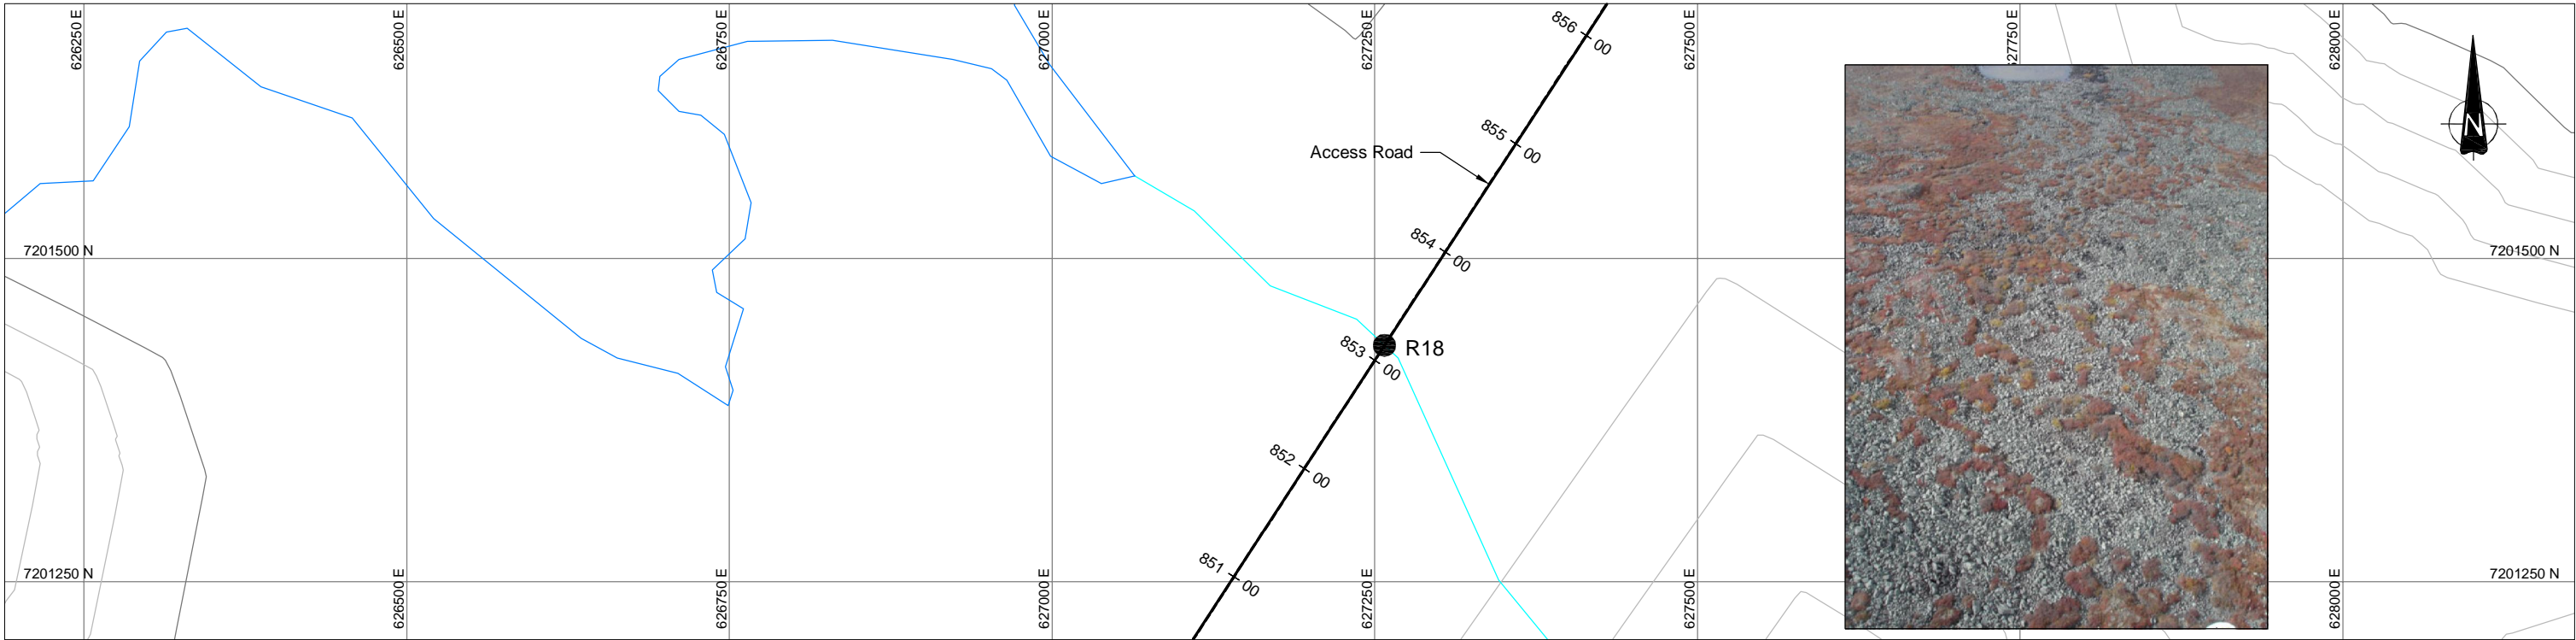 626250 E
626500 E
626750 E
627000 E
627250 E
627500 E
627750 E
628000 E
856
00
855
00
Access Road
N
854
00
7201500 N
7201500 N
853
00
R18
852
00
851
00
7201250 N
7201250 N
626500 E
626750 E
627000 E
627250 E
627500 E
628000 E